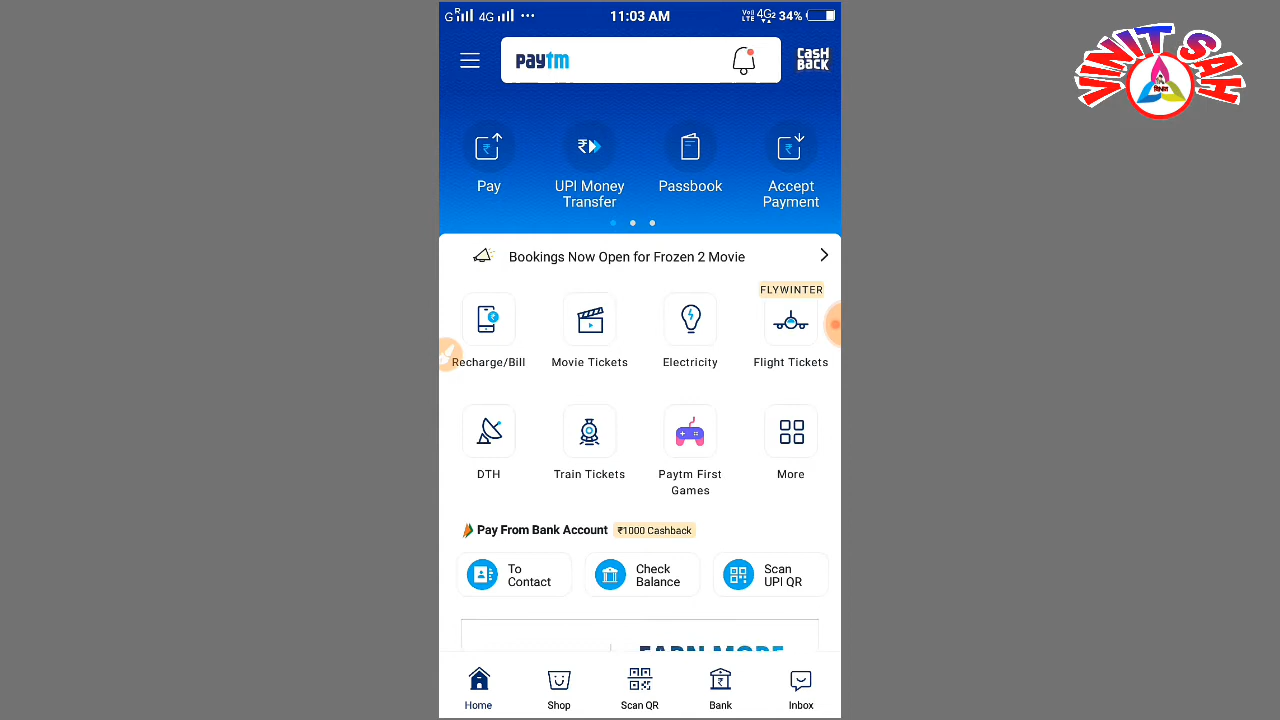 G R 4G ... 11:03 AM VoLTE 4G2 34%
paytm
CASH
BACK
VINIT SAH
Pay
UPI Money
Transfer
Passbook
Accept
Payment
Bookings Now Open for Frozen 2 Movie
FLYWINTER
Recharge/Bill
Movie Tickets
Electricity
Flight Tickets
DTH
Train Tickets
Paytm First
Games
More
Pay From Bank Account ₹1000 Cashback
To
Contact
Check
Balance
Scan
UPI QR
EARN MORE
Home
Shop
Scan QR
Bank
Inbox